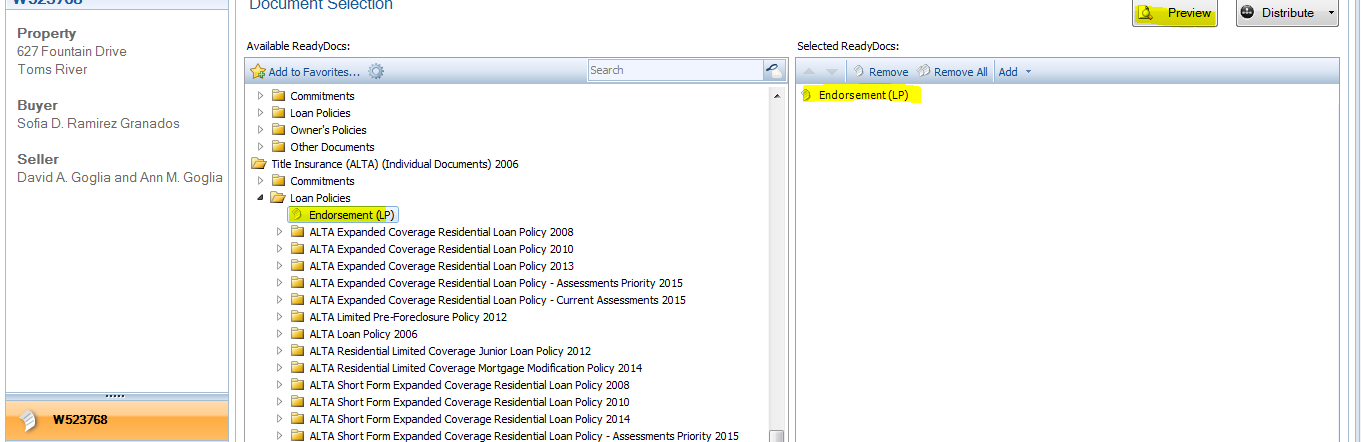 W523768
Document Selection
Preview
Distribute
Property
627 Fountain Drive
Toms River
Buyer
Sofia D. Ramirez Granados
Seller
David A. Goglia and Ann M. Goglia
W523768
Available ReadyDocs:
Add to Favorites...
Search
Commitments
Loan Policies
Owner's Policies
Other Documents
Title Insurance (ALTA) (Individual Documents) 2006
Commitments
Loan Policies
Endorsement (LP)
ALTA Expanded Coverage Residential Loan Policy 2008
ALTA Expanded Coverage Residential Loan Policy 2010
ALTA Expanded Coverage Residential Loan Policy 2013
ALTA Expanded Coverage Residential Loan Policy - Assessments Priority 2015
ALTA Expanded Coverage Residential Loan Policy - Current Assessments 2015
ALTA Limited Pre-Foreclosure Policy 2012
ALTA Loan Policy 2006
ALTA Residential Limited Coverage Junior Loan Policy 2012
ALTA Residential Limited Coverage Mortgage Modification Policy 2014
ALTA Short Form Expanded Coverage Residential Loan Policy 2008
ALTA Short Form Expanded Coverage Residential Loan Policy 2010
ALTA Short Form Expanded Coverage Residential Loan Policy 2014
ALTA Short Form Expanded Coverage Residential Loan Policy - Assessments Priority 2015
Selected ReadyDocs:
Remove
Remove All
Add
Endorsement (LP)